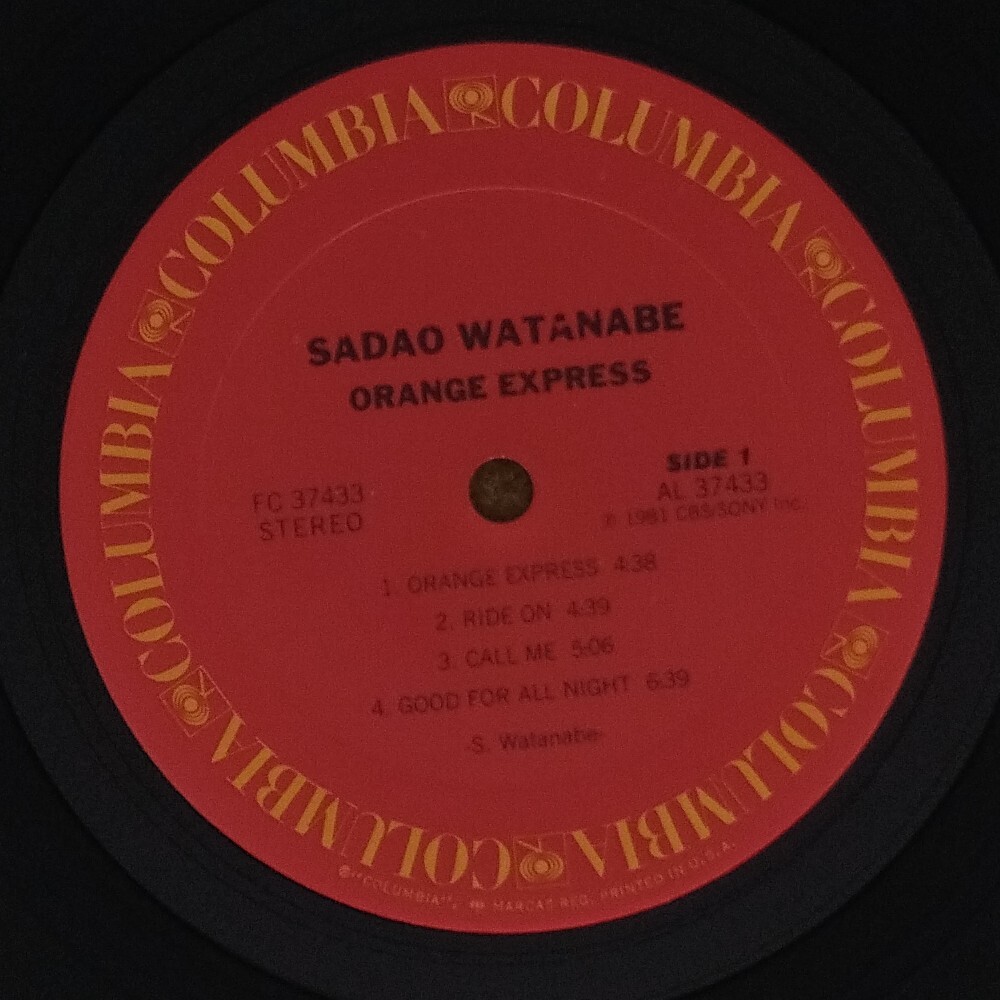 COLUMBIA COLUMBIA COLUMBIA COLUMBIA COLUMBIA COLUMBIA
SADAO WATANABE
ORANGE EXPRESS
SIDE 1
FC 37433
AL 37433
STEREO
℗ 1981 CBS/SONY Inc.
1. ORANGE EXPRESS 4:38
2. RIDE ON 4:39
3. CALL ME 5:06
4. GOOD FOR ALL NIGHT 6:39
-S. Watanabe-
®"COLUMBIA", MARCAS REG. PRINTED IN U.S.A.